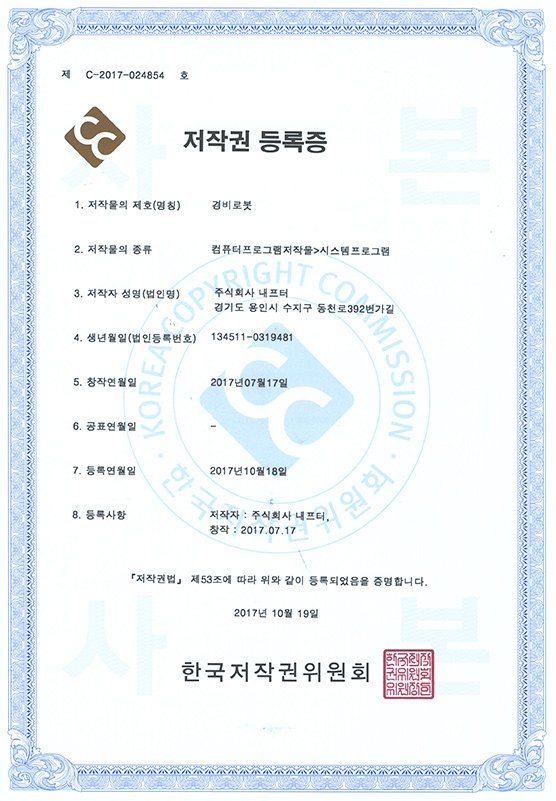 제 C-2017-024854 호
저작권 등록증
1. 저작물의 제호(명칭) 경비로봇
2. 저작물의 종류 컴퓨터프로그램저작물>시스템프로그램
3. 저작자 성명(법인명) 주식회사 내프터
경기도 용인시 수지구 동천로392번가길
4. 생년월일(법인등록번호) 134511-0319481
5. 창작연월일 2017년07월17일
6. 공표연월일 -
7. 등록연월일 2017년10월18일
8. 등록사항 저작자 : 주식회사 내프터,
창작 : 2017.07.17
『저작권법』 제53조에 따라 위와 같이 등록되었음을 증명합니다.
2017년 10월 19일
한국저작권위원회
사본
사본
KOREA COPYRIGHT COMMISSION
한국저작권위원회